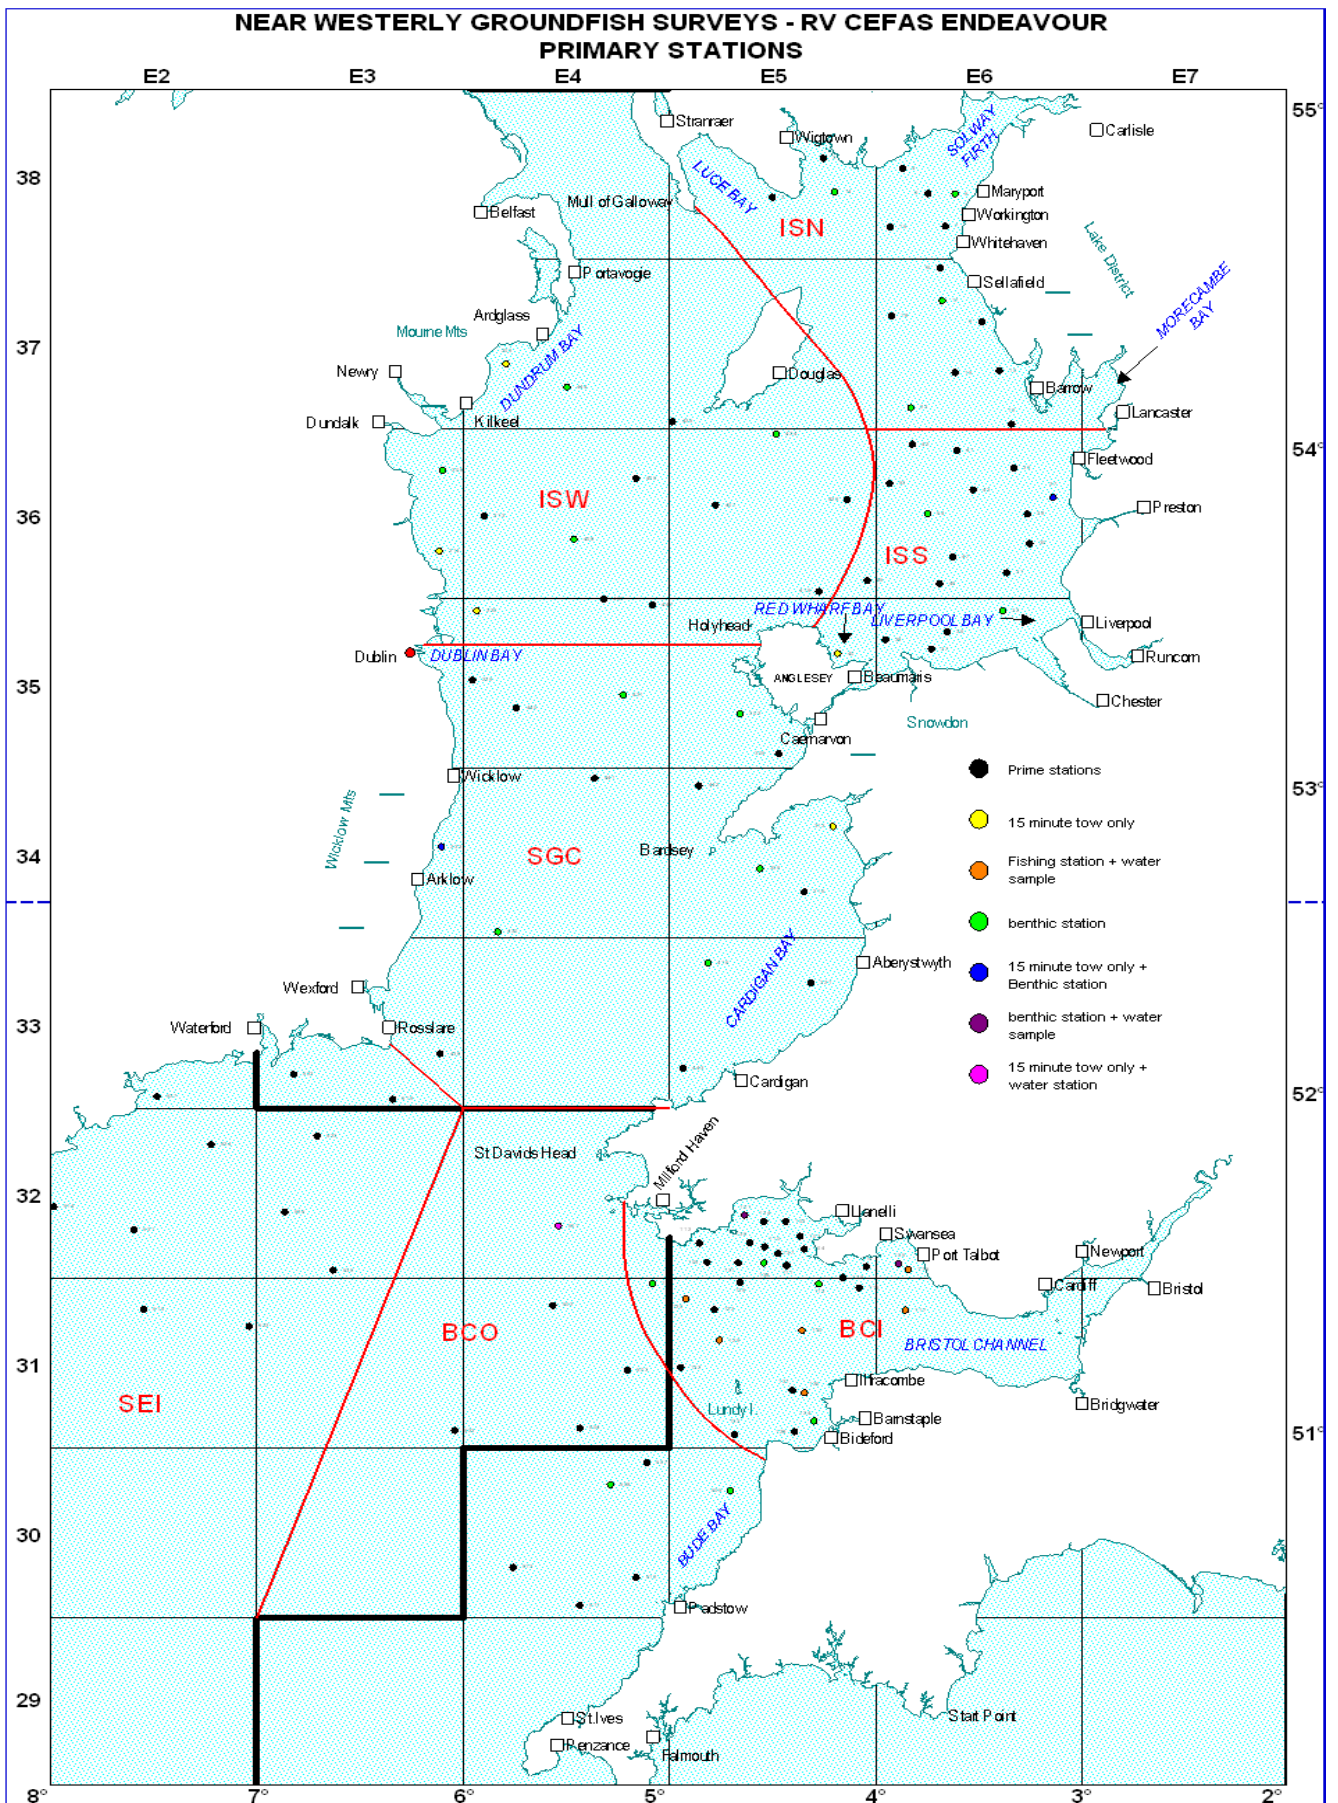 NEAR WESTERLY GROUNDFISH SURVEYS - RV CEFAS ENDEAVOUR
PRIMARY STATIONS
E2 E3 E4 E5 E6 E7
55°
Stranraer
Wigtown
SOLWAY
FIRTH
Carlisle
38
LUCE BAY
Mull of Galloway
Maryport
Belfast
Workington
ISN
Whitehaven
Lake District
Portavogie
Sellafield
MORECAMBE
BAY
Ardglass
Mourne Mts
DUNDRUM BAY
37
Newry
Douglas
Barrow
Lancaster
Dundalk
Kilkeel
54°
Fleetwood
ISW
Preston
36
ISS
RED WHARF BAY
LIVERPOOL BAY
Holyhead
Liverpool
Dublin
DUBLIN BAY
Runcorn
35
ANGLESEY
Beaumaris
Chester
Snowdon
Caernarvon
Wicklow
Prime stations
53°
Wicklow Mts
15 minute tow only
34
SGC
Bardsey
Fishing station + water
sample
Arklow
benthic station
CARDIGAN BAY
Aberystwyth
15 minute tow only +
Benthic station
Wexford
33
Waterford
Rosslare
benthic station + water
sample
Cardigan
15 minute tow only +
water station
52°
St Davids Head
Milford Haven
32
Llanelli
Swansea
Port Talbot
Newport
Cardiff
Bristol
BCO
BCI
BRISTOL CHANNEL
31
SEI
Ilfracombe
Lundy I.
Barnstaple
Bridgwater
Bideford
51°
BUDE BAY
30
Padstow
29
St.Ives
Start Point
Penzance
Falmouth
8° 7° 6° 5° 4° 3° 2°